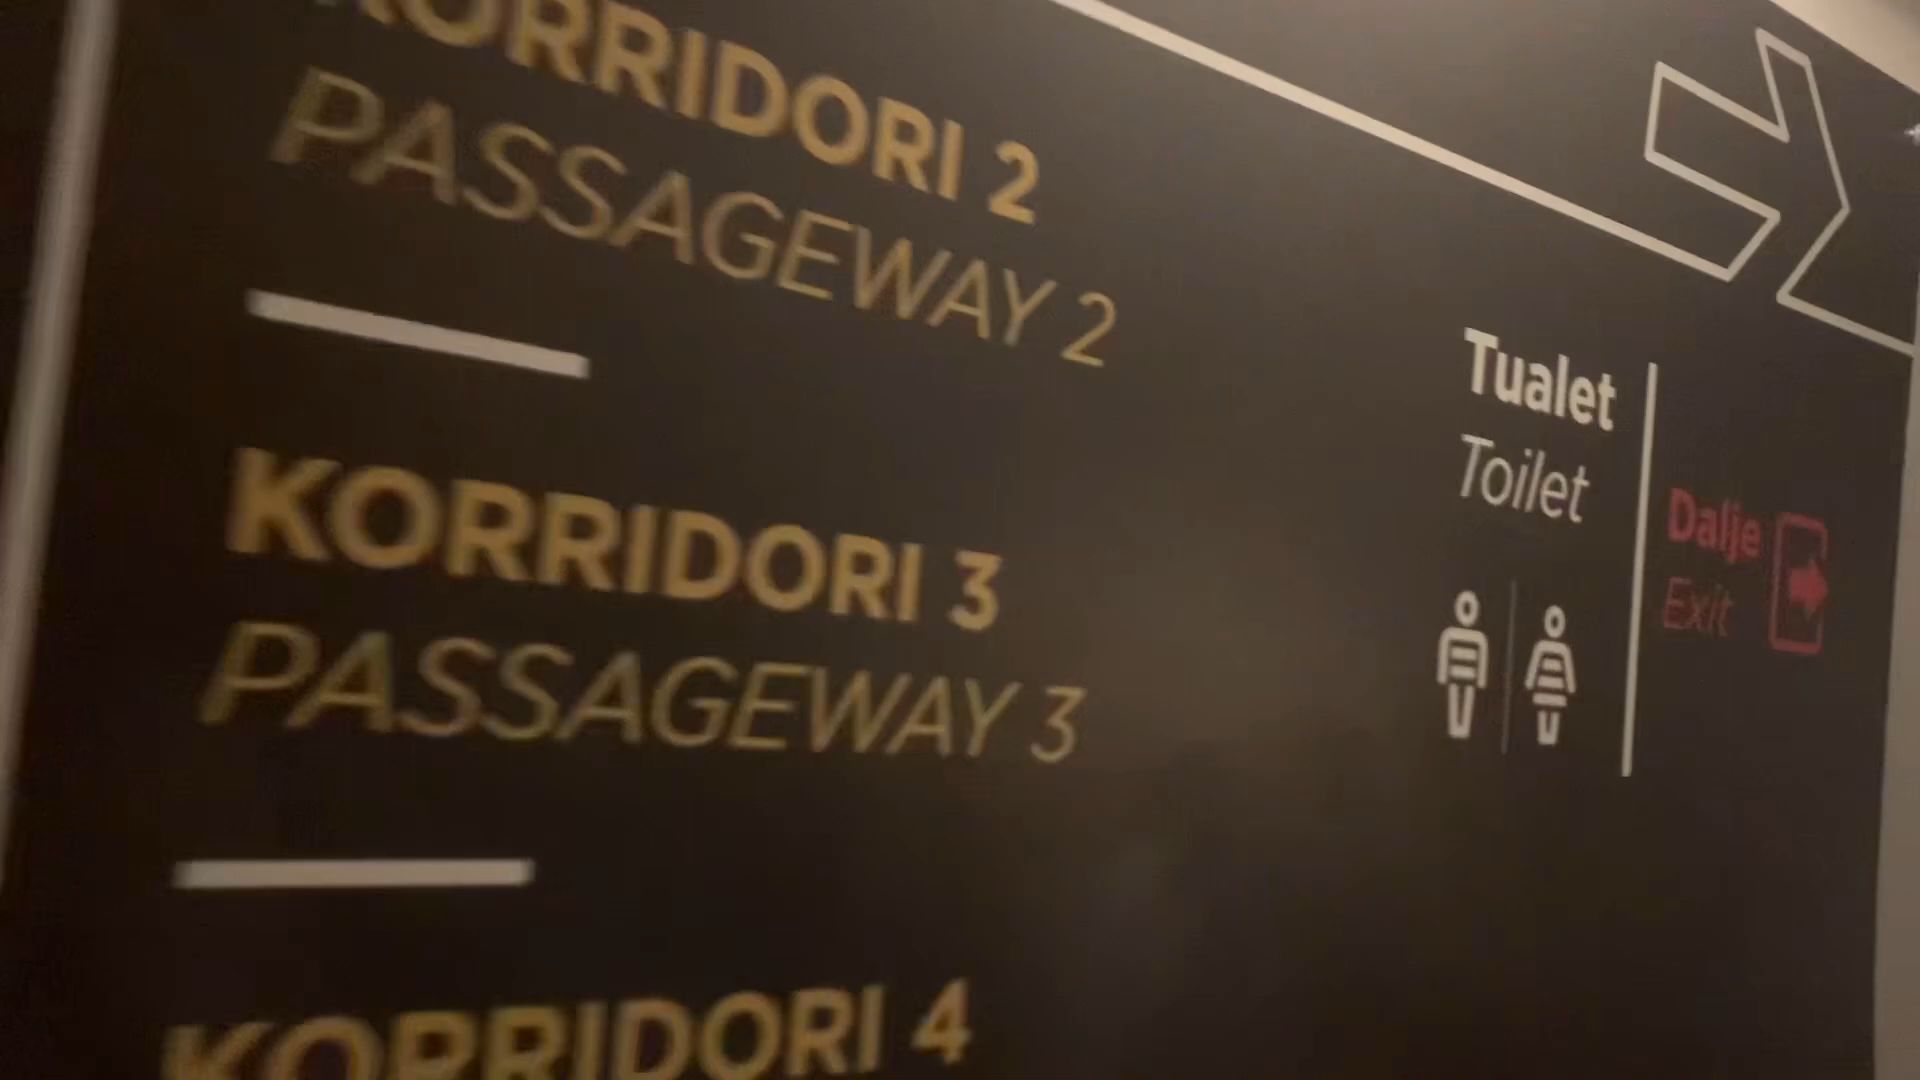 KORRIDORI 2
PASSAGEWAY 2
KORRIDORI 3
PASSAGEWAY 3
KORRIDORI 4
Tualet
Toilet
Dalje
Exit